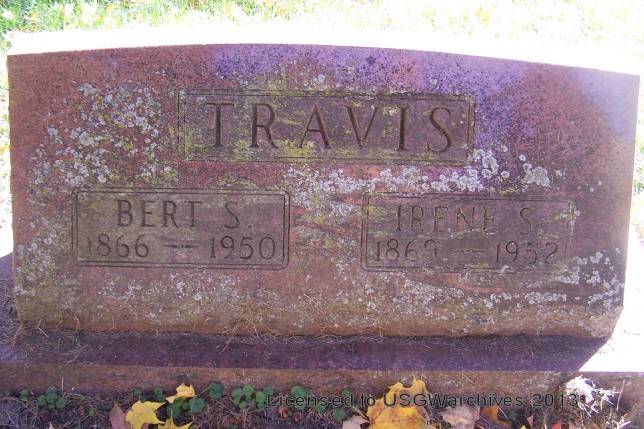 TRAVIS
BERT S.
1866 — 1950
IRENE S.
1869 — 1952
Licensed to USGWarchives 2013